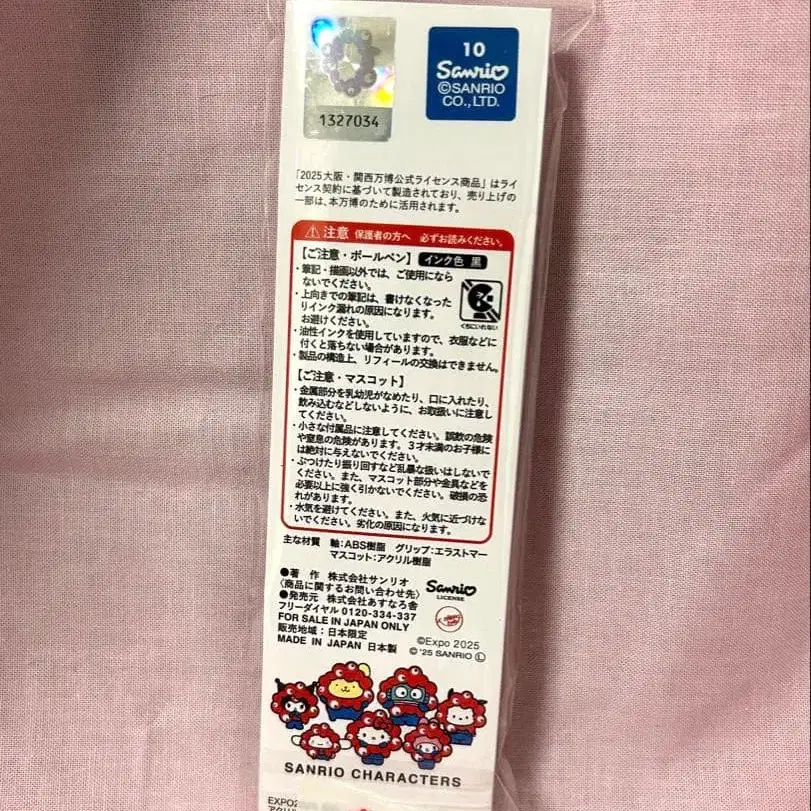 1327034
10
Sanrio
©SANRIO
CO., LTD.
「2025大阪・関西万博公式ライセンス商品」はライ
センス契約に基づいて製造されており、売り上げの
一部は、本万博のために活用されます。
注意 保護者の方へ 必ずお読みください。
【ご注意・ボールペン】 インク色 黒
・筆記・描画以外では、ご使用になら
ないでください。
・上向きでの筆記は、書けなくなった
りインク漏れの原因になります。
お避けください。
くちにいれない
・油性インクを使用していますので、衣服などに
付くと落ちない場合があります。
・製品の構造上、リフィールの交換はできません。
【ご注意・マスコット】
・金属部分を乳幼児がなめたり、口に入れたり、
飲み込むなどしないように、お取扱いに注意し
てください。
・小さな付属品に注意してください。誤飲の危険
や窒息の危険があります。3才未満のお子様に
は絶対に与えないでください。
・ぶつけたり振り回すなど乱暴な扱いはしないで
ください。また、マスコット部分や金具などを
必要以上に強く引かないでください。破損の恐
れがあります。
・水気を避けてください。また、火気に近づけな
いでください。劣化の原因になります。
主な材質 軸:ABS樹脂 グリップ:エラストマー
マスコット:アクリル樹脂
●著 作 株式会社サンリオ
〈商品に関するお問い合わせ先〉
●発売元 株式会社あすなろ舎
フリーダイヤル 0120-334-337
FOR SALE IN JAPAN ONLY
販売地域:日本限定
MADE IN JAPAN 日本製
Sanrio
LICENSE
©Expo 2025
© '25 SANRIO Ⓛ
SANRIO CHARACTERS